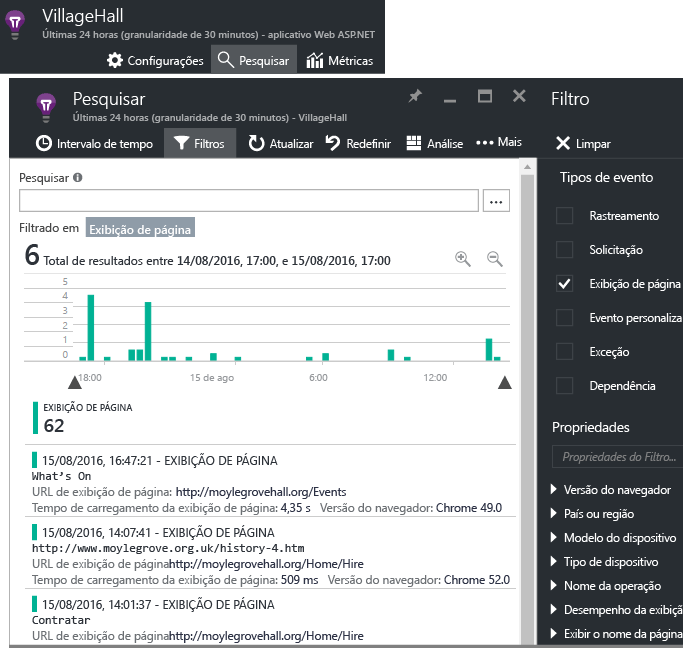 VillageHall
Últimas 24 horas (granularidade de 30 minutos) - aplicativo Web ASP.NET
Configurações Pesquisar Métricas
Pesquisar
Últimas 24 horas (granularidade de 30 minutos) - VillageHall
Intervalo de tempo Filtros Atualizar Redefinir Análise ••• Mais
Pesquisar
...
Filtrado em Exibição de página
6 Total de resultados entre 14/08/2016, 17:00, e 15/08/2016, 17:00
5
4
3
2
1
0
18:00 15 de ago 6:00 12:00
EXIBIÇÃO DE PÁGINA
62
15/08/2016, 16:47:21 - EXIBIÇÃO DE PÁGINA
What’s On
URL de exibição de página: http://moylegrovehall.org/Events
Tempo de carregamento da exibição de página: 4,35 s Versão do navegador: Chrome 49.0
15/08/2016, 14:07:41 - EXIBIÇÃO DE PÁGINA
http://www.moylegrove.org.uk/history-4.htm
URL de exibição de páginahttp://moylegrovehall.org/Home/Hire
Tempo de carregamento da exibição de página: 509 ms Versão do navegador: Chrome 52.0
15/08/2016, 14:01:37 - EXIBIÇÃO DE PÁGINA
Contratar
URL de exibição de páginahttp://moylegrovehall.org/Home/Hire
Filtro
Limpar
Tipos de evento
Rastreamento
Solicitação
Exibição de página
Evento personaliza
Exceção
Dependência
Propriedades
Propriedades do Filtro...
Versão do navegador
País ou região
Modelo do dispositivo
Tipo de dispositivo
Nome da operação
Desempenho da exibiçã
Exibir o nome da página